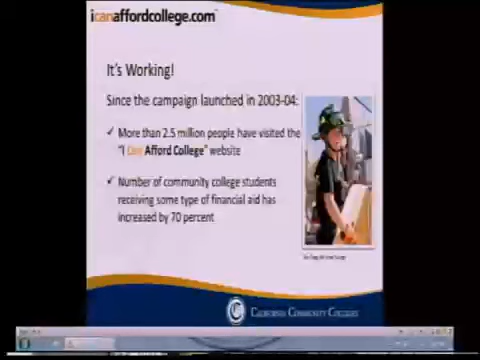 icanaffordcollege.com
It's Working!
Since the campaign launched in 2003-04:
✓ More than 2.5 million people have visited the
"I Can Afford College" website
✓ Number of community college students
receiving some type of financial aid has
increased by 70 percent
C
CALIFORNIA COMMUNITY COLLEGES